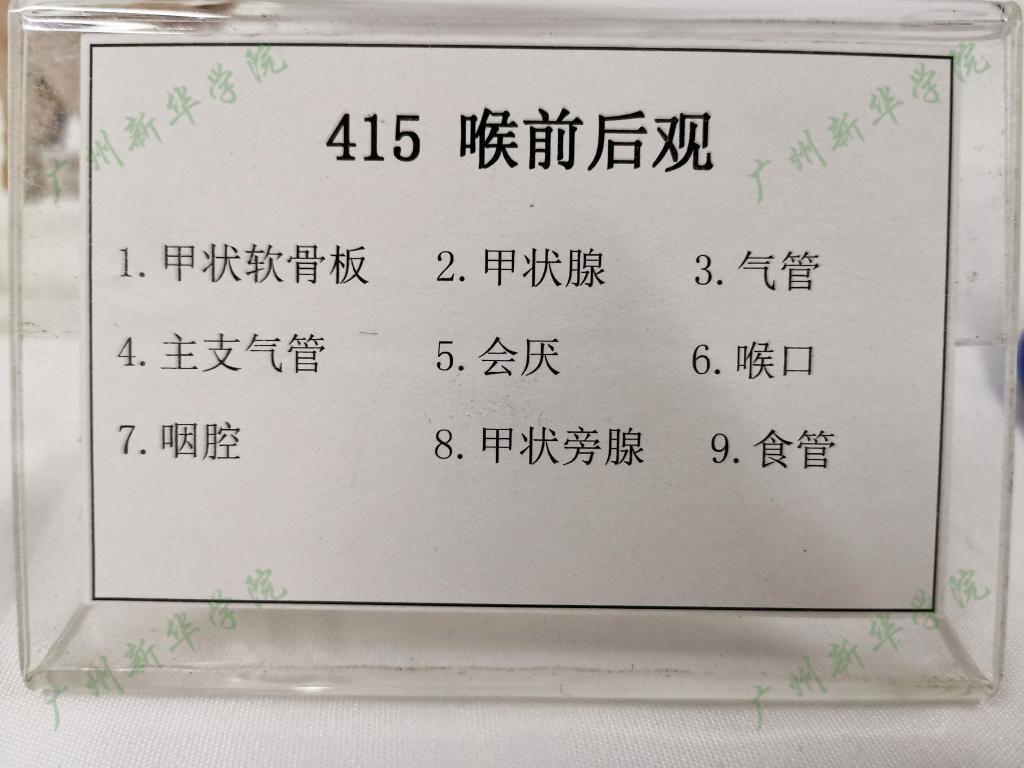 广州新华学院
广州新华学院
415 喉前后观
1.甲状软骨板 2.甲状腺 3.气管
4.主支气管 5.会厌 6.喉口
7.咽腔 8.甲状旁腺 9.食管
广州新华学院
广州新华学院